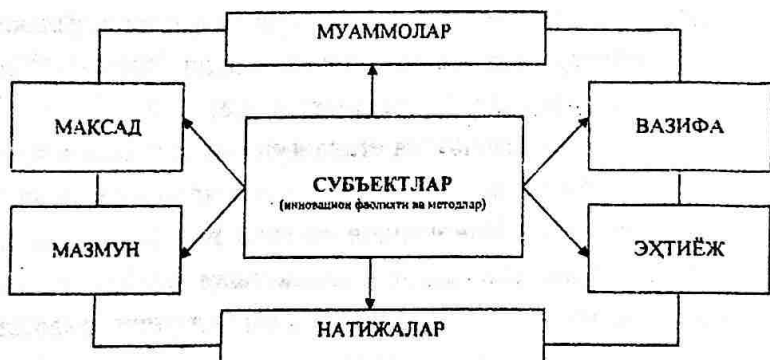 МУАММОЛАР
МАКСАД
ВАЗИФА
СУБЪЕКТЛАР
(инновацион фаолияти ва методлар)
МАЗМУН
ЭҲТИЁЖ
НАТИЖАЛАР